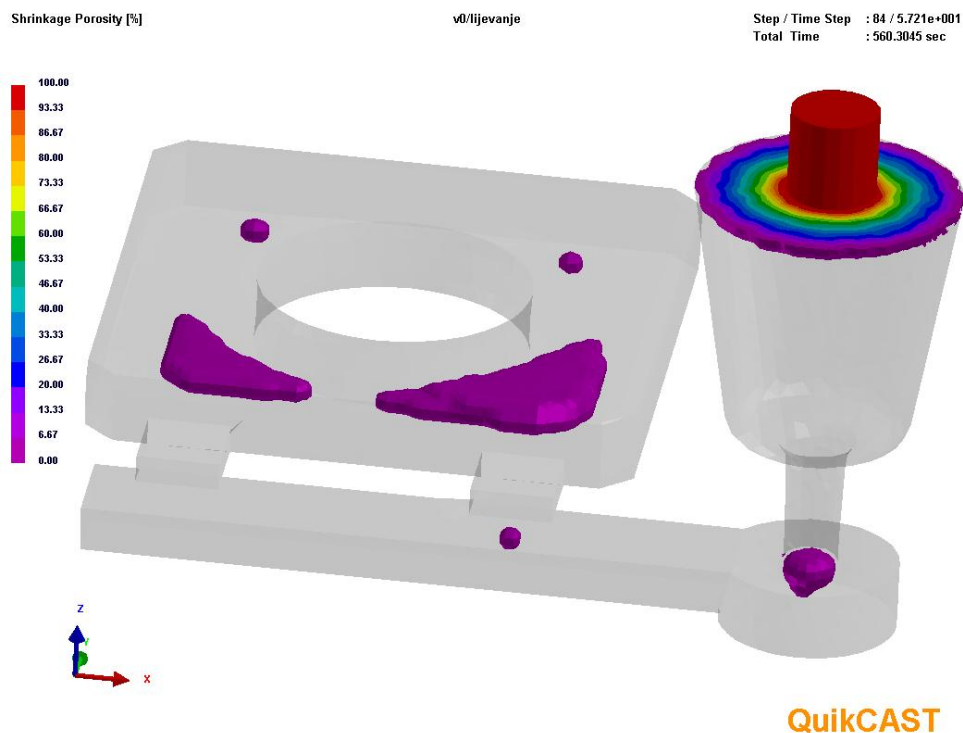 Shrinkage Porosity [%]
v0/lijevanje
Step / Time Step : 84 / 5.721e+001
Total Time : 560.3045 sec
100.00
93.33
86.67
80.00
73.33
66.67
60.00
53.33
46.67
40.00
33.33
26.67
20.00
13.33
6.67
0.00
Z
Y
X
QuikCAST